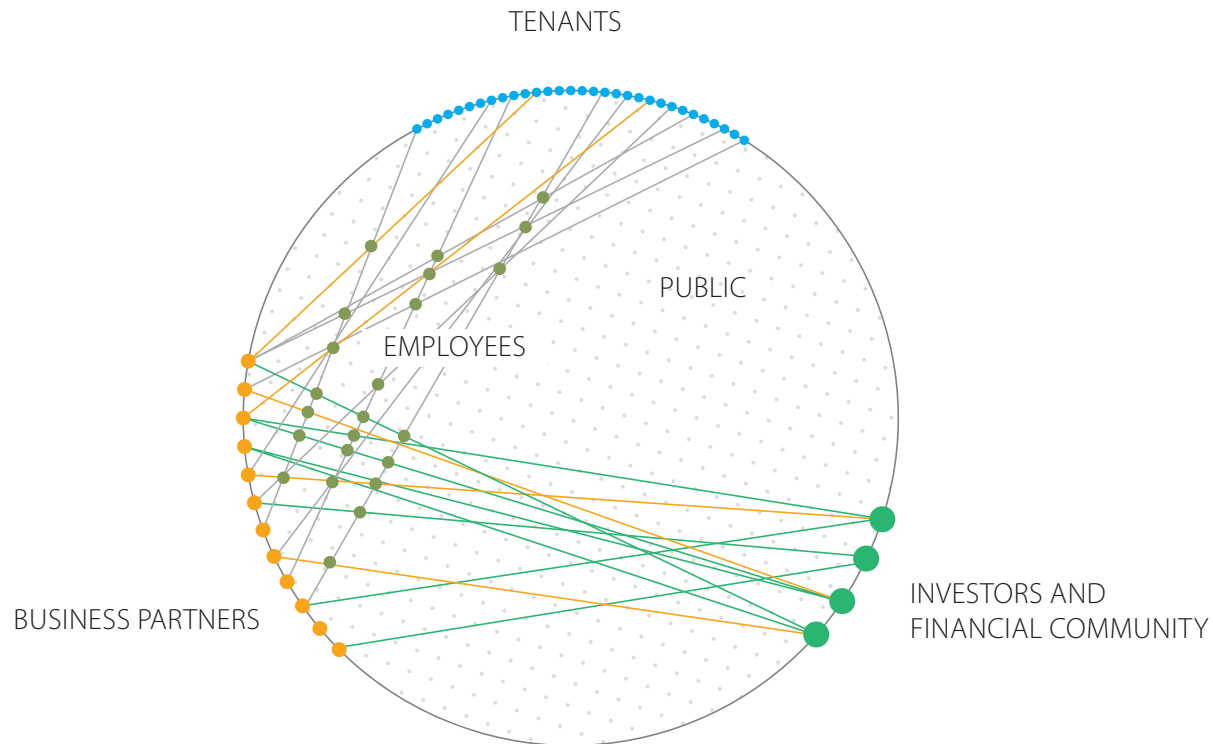 TENANTS
PUBLIC
EMPLOYEES
BUSINESS PARTNERS
INVESTORS AND
FINANCIAL COMMUNITY